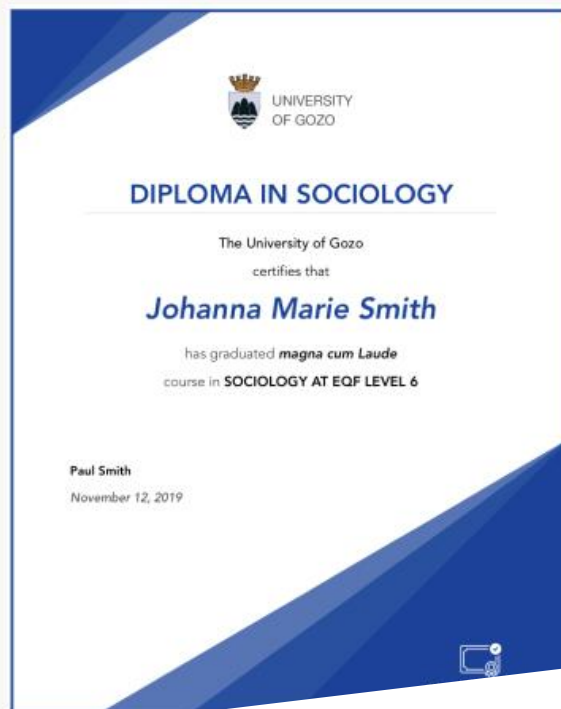 UNIVERSITY
OF GOZO
DIPLOMA IN SOCIOLOGY
The University of Gozo
certifies that
Johanna Marie Smith
has graduated magna cum Laude
course in SOCIOLOGY AT EQF LEVEL 6
Paul Smith
November 12, 2019